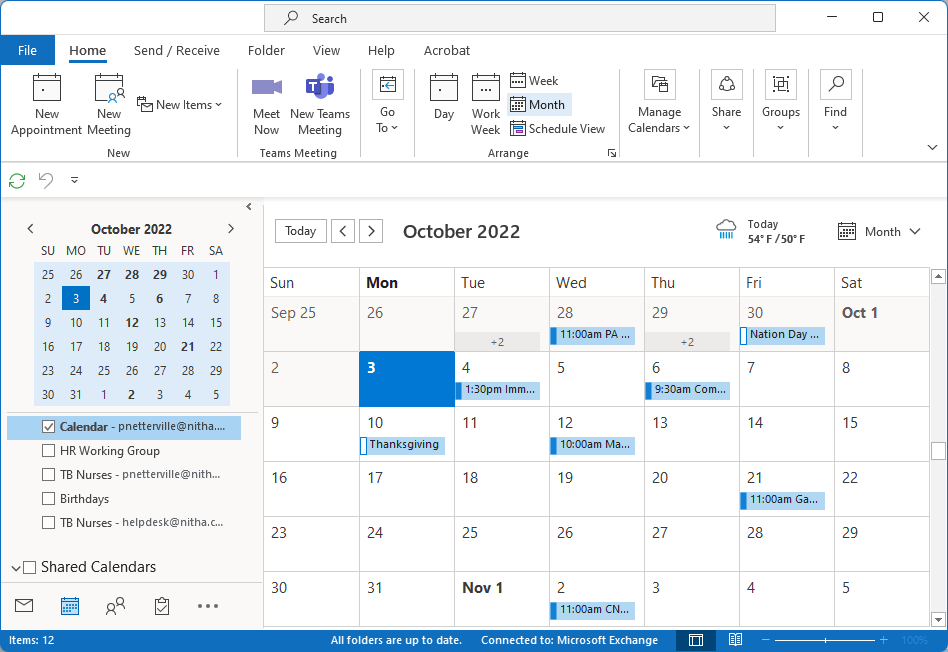 Search
File Home Send / Receive Folder View Help Acrobat
New Appointment
New Meeting
New Items
New
Meet Now
New Teams Meeting
Teams Meeting
Go To
Day
Work Week
Week
Month
Schedule View
Arrange
Manage Calendars
Share
Groups
Find
October 2022
SU MO TU WE TH FR SA
25 26 27 28 29 30 1
2 3 4 5 6 7 8
9 10 11 12 13 14 15
16 17 18 19 20 21 22
23 24 25 26 27 28 29
30 31 1 2 3 4 5
Calendar - pnetterville@nitha....
HR Working Group
TB Nurses - pnetterville@nith...
Birthdays
TB Nurses - helpdesk@nitha.c...
Shared Calendars
Today
October 2022
Today
54° F / 50° F
Month
Sun Mon Tue Wed Thu Fri Sat
Sep 25 26 27 28 29 30 Oct 1
+2 11:00am PA ... +2 Nation Day ...
2 3 4 5 6 7 8
1:30pm Imm... 9:30am Com...
9 10 11 12 13 14 15
Thanksgiving 10:00am Ma...
16 17 18 19 20 21 22
11:00am Ga...
23 24 25 26 27 28 29
30 31 Nov 1 2 3 4 5
11:00am CN...
Items: 12
All folders are up to date.
Connected to: Microsoft Exchange
100%